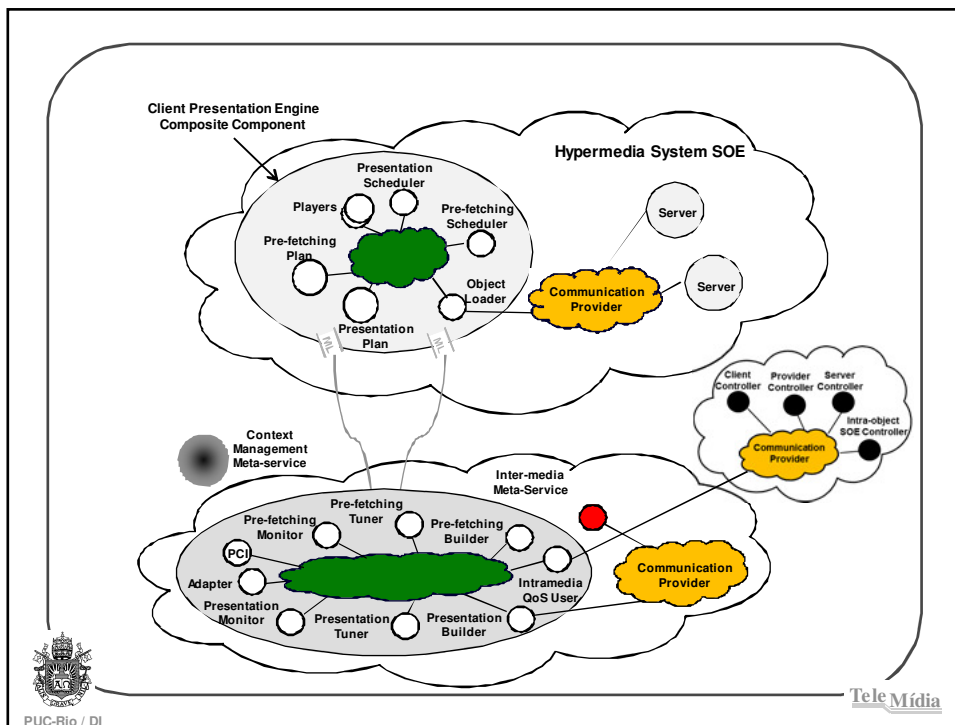 Client Presentation Engine
Composite Component
Hypermedia System SOE
Presentation
Scheduler
Players
Pre-fetching
Scheduler
Pre-fetching
Plan
Object
Loader
Presentation
Plan
Server
Server
Communication
Provider
ML
ML
Client
Controller
Provider
Controller
Server
Controller
Intra-object
SOE Controller
Communication
Provider
Context
Management
Meta-service
Inter-media
Meta-Service
Pre-fetching
Tuner
Pre-fetching
Monitor
Pre-fetching
Builder
PCI
Adapter
Intramedia
QoS User
Presentation
Monitor
Presentation
Tuner
Presentation
Builder
Communication
Provider
PUC-Rio / DI
TeleMídia